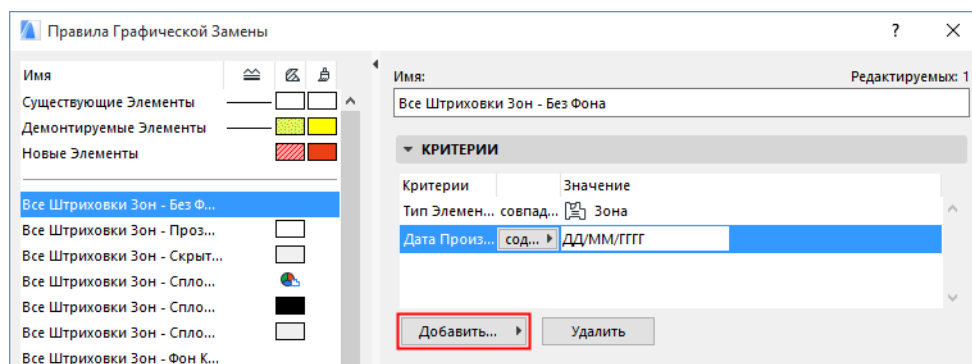 Правила Графической Замены
?
Имя
Существующие Элементы
Демонтируемые Элементы
Новые Элементы
Все Штриховки Зон - Без Ф...
Все Штриховки Зон - Проз...
Все Штриховки Зон - Скрыт...
Все Штриховки Зон - Спло...
Все Штриховки Зон - Спло...
Все Штриховки Зон - Спло...
Все Штриховки Зон - Фон К...
Имя: Редактируемых: 1
Все Штриховки Зон - Без Фона
КРИТЕРИИ
Критерии Значение
Тип Элемен... совпад... Зона
Дата Произ... сод... ДД/ММ/ГГГГ
Добавить... Удалить